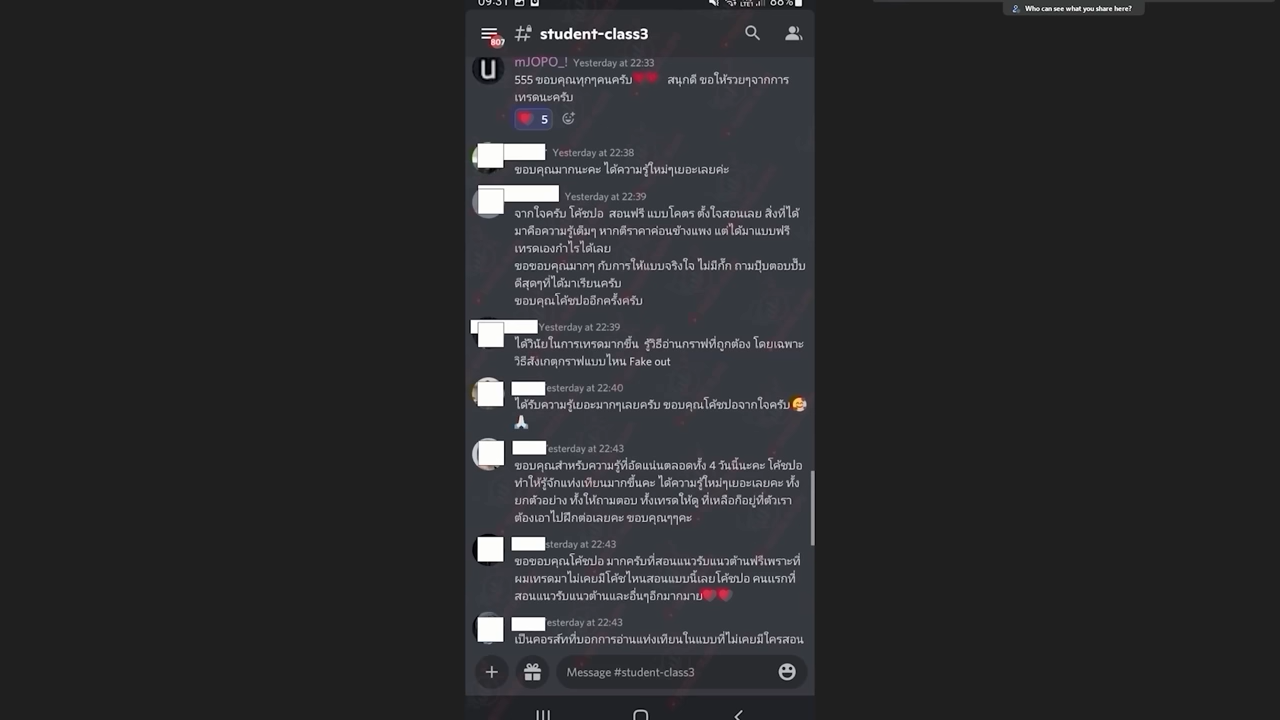 Who can see what you share here?
09:31
88%
807
student-class3
mJOPO_! Yesterday at 22:33
555 ขอบคุณทุกๆคนครับ สนุกดี ขอให้รวยๆจากการ
เทรดนะครับ
5
Yesterday at 22:38
ขอบคุณมากนะคะ ได้ความรู้ใหม่ๆเยอะเลยค่ะ
Yesterday at 22:39
จากใจครับ โค้ชปอ สอนฟรี แบบโคตร ตั้งใจสอนเลย สิ่งที่ได้
มาคือความรู้เต็มๆ หากตีราคาค่อนข้างแพง แต่ได้มาแบบฟรี
เทรดเองกำไรได้เลย
ขอขอบคุณมากๆ กับการให้แบบจริงใจ ไม่มีกั๊ก ถามปุ๊บตอบปั๊บ
ดีสุดๆที่ได้มาเรียนครับ
ขอบคุณโค้ชปออีกครั้งครับ
Yesterday at 22:39
ได้วินัยในการเทรดมากขึ้น รู้วิธีอ่านกราฟที่ถูกต้อง โดยเฉพาะ
วิธีสังเกตุกราฟแบบไหน Fake out
esterday at 22:40
ได้รับความรู้เยอะมากๆเลยครับ ขอบคุณโค้ชปอจากใจครับ
esterday at 22:43
ขอบคุณสำหรับความรู้ที่อัดแน่นตลอดทั้ง 4 วันนี้นะคะ โค้ชปอ
ทำให้รู้จักแท่งเทียนมากขึ้นคะ ได้ความรู้ใหม่ๆเยอะเลยคะ ทั้ง
ยกตัวอย่าง ทั้งให้ถามตอบ ทั้งเทรดให้ดู ที่เหลือก็อยู่ที่ตัวเรา
ต้องเอาไปฝึกต่อเลยคะ ขอบคุณๆๆคะ
sterday at 22:43
ขอขอบคุณโค้ชปอ มากครับที่สอนแนวรับแนวต้านฟรีเพราะที่
ผมเทรดมาไม่เคยมีโค้ชไหนสอนแบบนี้เลยโค้ชปอ คนแรกที่
สอนแนวรับแนวต้านและอื่นๆอีกมากมาย
esterday at 22:43
เป็นคอร์สที่บอกการอ่านแท่งเทียนในแบบที่ไม่เคยมีใครสอน
Message #student-class3